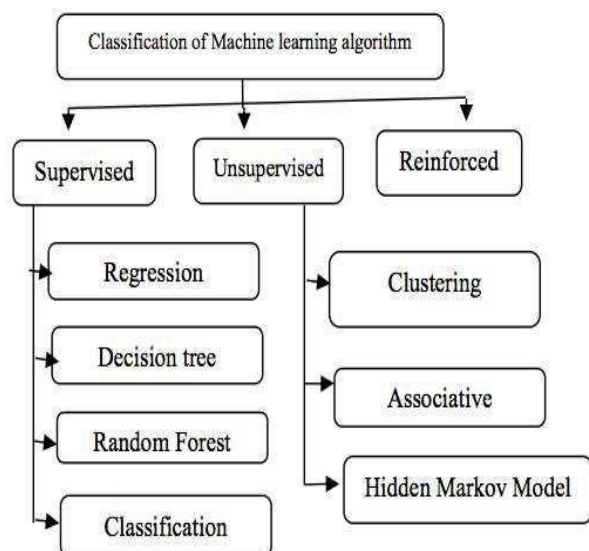 Classification of Machine learning algorithm
Supervised
Unsupervised
Reinforced
Regression
Decision tree
Random Forest
Classification
Clustering
Associative
Hidden Markov Model